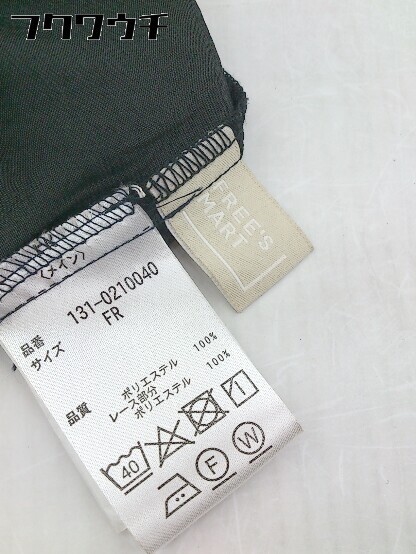 フクワウチ
FREE'S
MART
(メイン)
品番 131-0210040
サイズ FR
品質 ポリエステル 100%
レース部分
ポリエステル 100%
40
F W